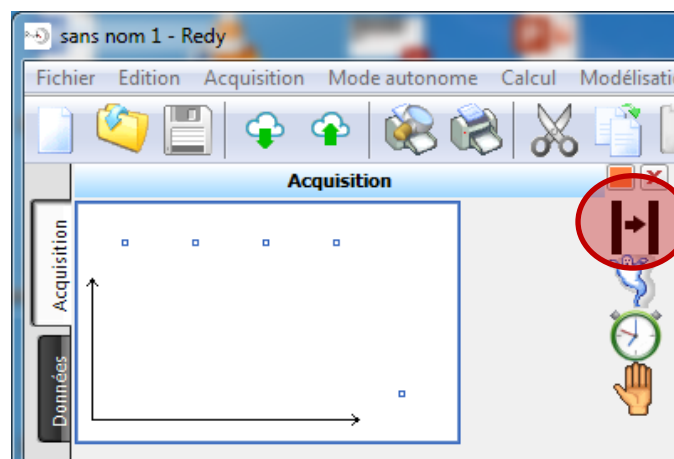 sans nom 1 - Redy
Fichier Edition Acquisition Mode autonome Calcul Modélisati
Acquisition
Acquisition
Données